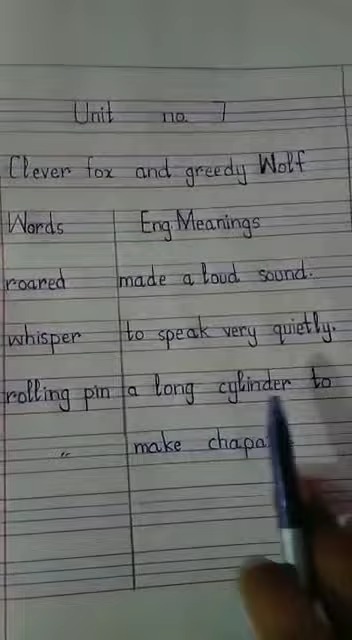 Unit no 7
Clever fox and greedy Wolf
Words Eng Meanings
roared made a loud sound.
whisper to speak very quietly.
rolling pin a long cylinder to
" make